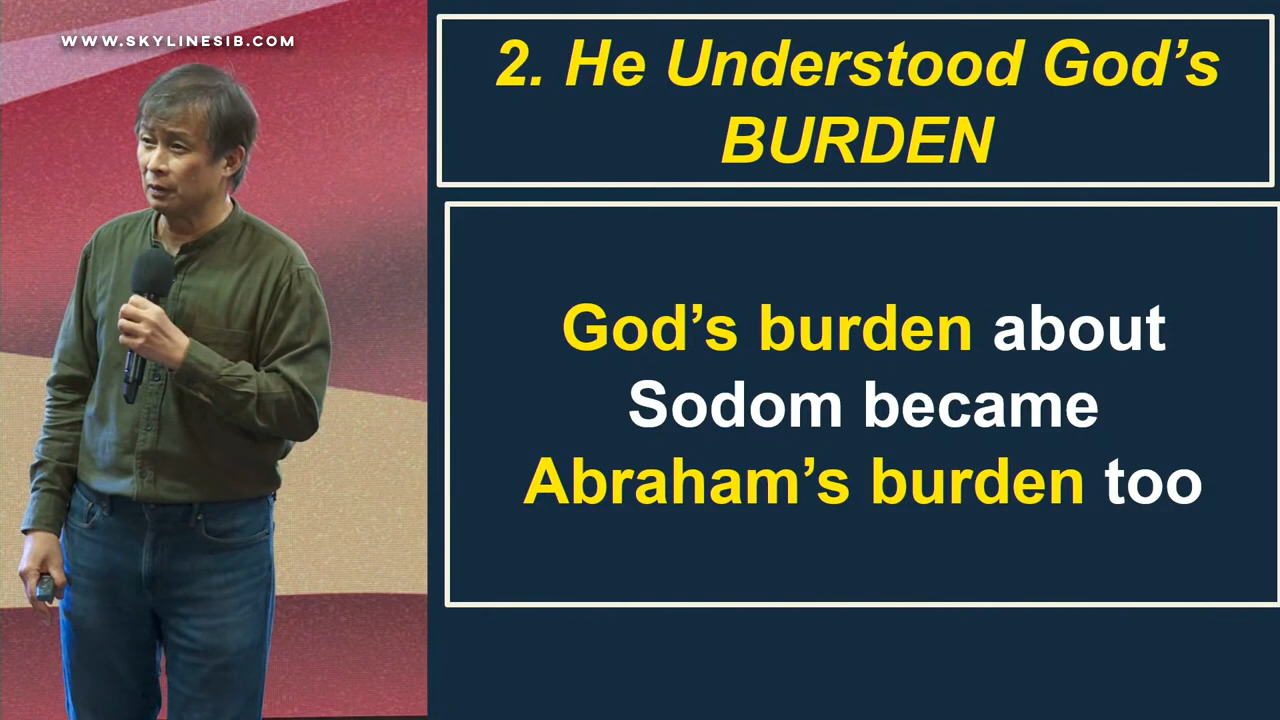 WWW.SKYLINESIB.COM
2. He Understood God’s
BURDEN
God’s burden about
Sodom became
Abraham’s burden too